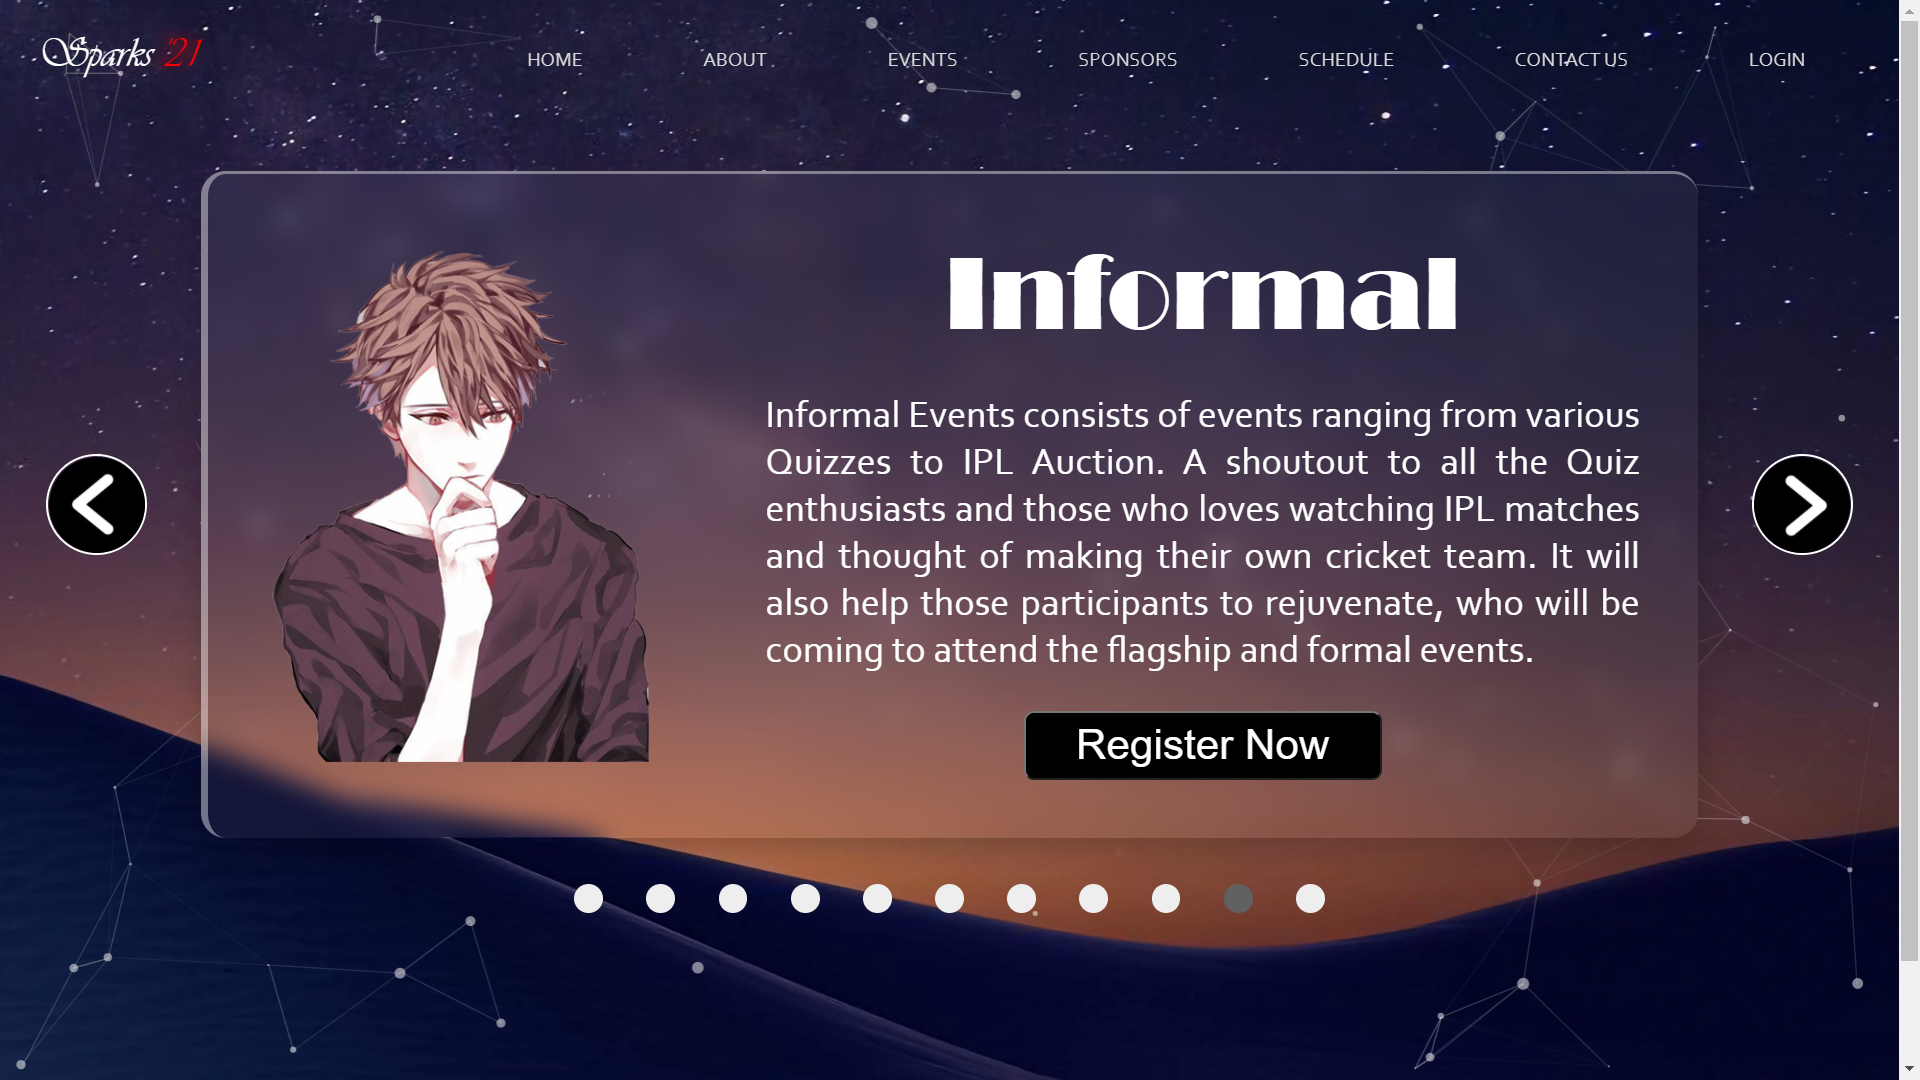 Sparks '21
HOME
ABOUT
EVENTS
SPONSORS
SCHEDULE
CONTACT US
LOGIN
Informal
Informal Events consists of events ranging from various
Quizzes to IPL Auction. A shoutout to all the Quiz
enthusiasts and those who loves watching IPL matches
and thought of making their own cricket team. It will
also help those participants to rejuvenate, who will be
coming to attend the flagship and formal events.
Register Now